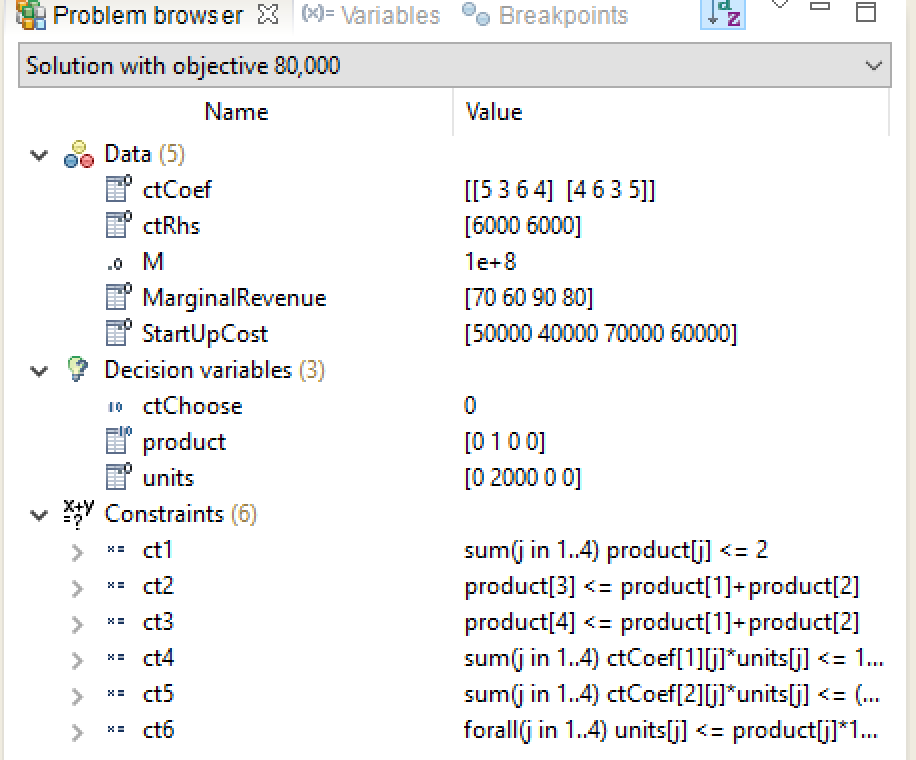 Problem browser (x)= Variables Breakpoints
Solution with objective 80,000
Name Value
Data (5)
ctCoef [[5 3 6 4] [4 6 3 5]]
ctRhs [6000 6000]
M 1e+8
MarginalRevenue [70 60 90 80]
StartUpCost [50000 40000 70000 60000]
Decision variables (3)
ctChoose 0
product [0 1 0 0]
units [0 2000 0 0]
Constraints (6)
ct1 sum(j in 1..4) product[j] <= 2
ct2 product[3] <= product[1]+product[2]
ct3 product[4] <= product[1]+product[2]
ct4 sum(j in 1..4) ctCoef[1][j]*units[j] <= 1...
ct5 sum(j in 1..4) ctCoef[2][j]*units[j] <= (...
ct6 forall(j in 1..4) units[j] <= product[j]*1...